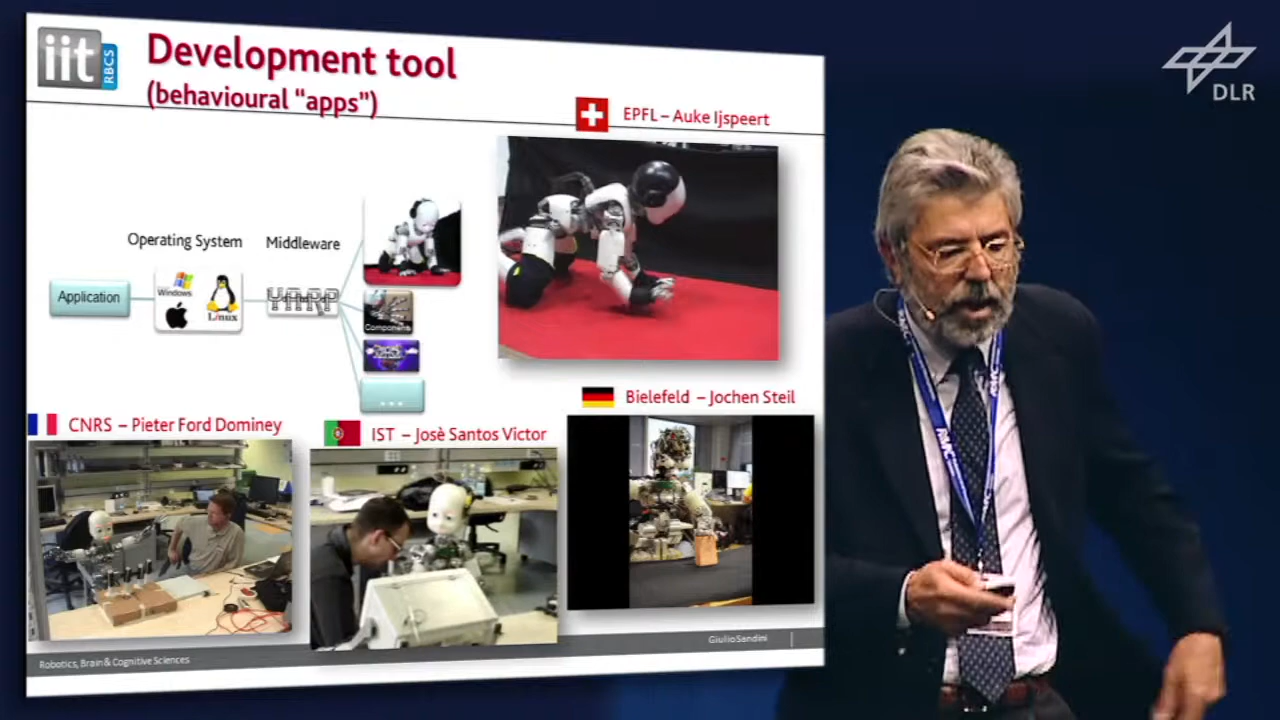 iit
RBCS
Development tool
(behavioural "apps")
EPFL – Auke Ijspeert
Operating System
Middleware
Application
Windows
Linux
YARP
Components
...
CNRS – Pieter Ford Dominey
IST – Josè Santos Victor
Bielefeld – Jochen Steil
Giulio Sandini
Robotics, Brain & Cognitive Sciences
DLR